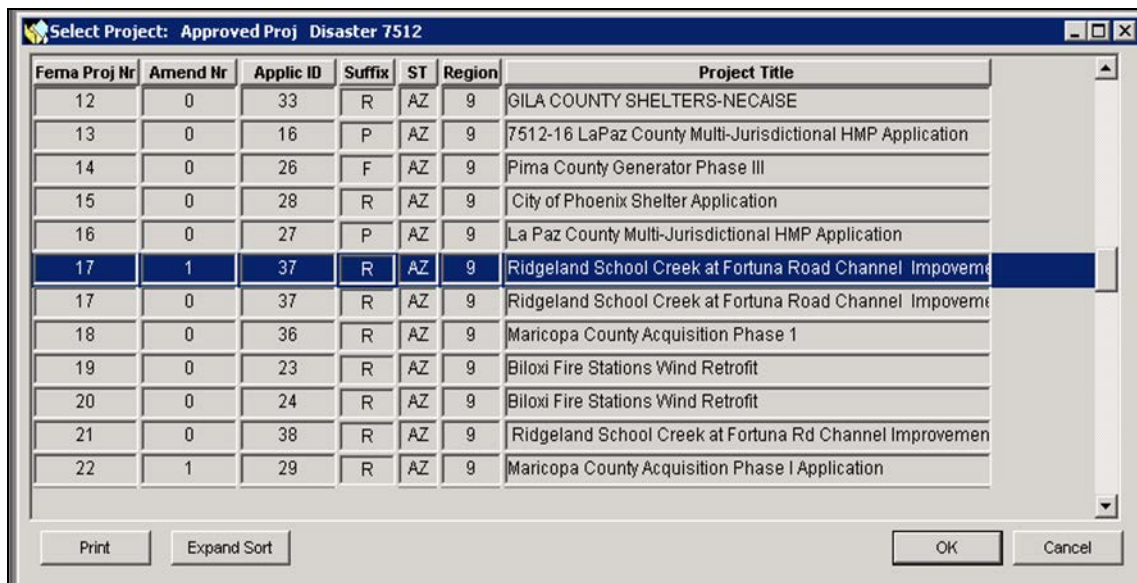 Select Project: Approved Proj Disaster 7512
Fema Proj Nr Amend Nr Applic ID Suffix ST Region Project Title
12 0 33 R AZ 9 GILA COUNTY SHELTERS-NECAISE
13 0 16 P AZ 9 7512-16 LaPaz County Multi-Jurisdictional HMP Application
14 0 26 F AZ 9 Pima County Generator Phase III
15 0 28 R AZ 9 City of Phoenix Shelter Application
16 0 27 P AZ 9 La Paz County Multi-Jurisdictional HMP Application
17 1 37 R AZ 9 Ridgeland School Creek at Fortuna Road Channel Impoveme
17 0 37 R AZ 9 Ridgeland School Creek at Fortuna Road Channel Impoveme
18 0 36 R AZ 9 Maricopa County Acquisition Phase 1
19 0 23 R AZ 9 Biloxi Fire Stations Wind Retrofit
20 0 24 R AZ 9 Biloxi Fire Stations Wind Retrofit
21 0 38 R AZ 9 Ridgeland School Creek at Fortuna Rd Channel Improvemen
22 1 29 R AZ 9 Maricopa County Acquisition Phase I Application
Print Expand Sort OK Cancel